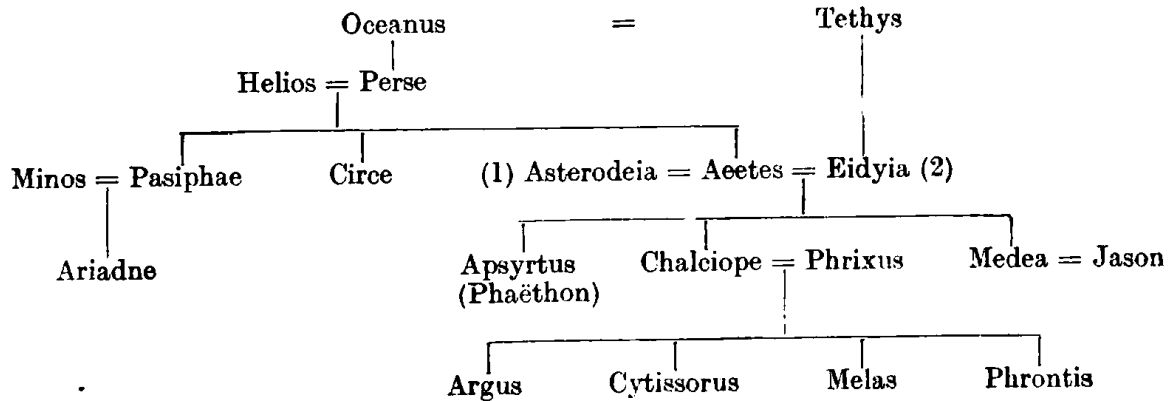 Oceanus = Tethys
Helios = Perse
Minos = Pasiphae Circe (1) Asterodeia = Aeetes = Eidyia (2)
Ariadne Apsyrtus Chalciope = Phrixus Medea = Jason
(Phaëthon)
Argus Cytissorus Melas Phrontis